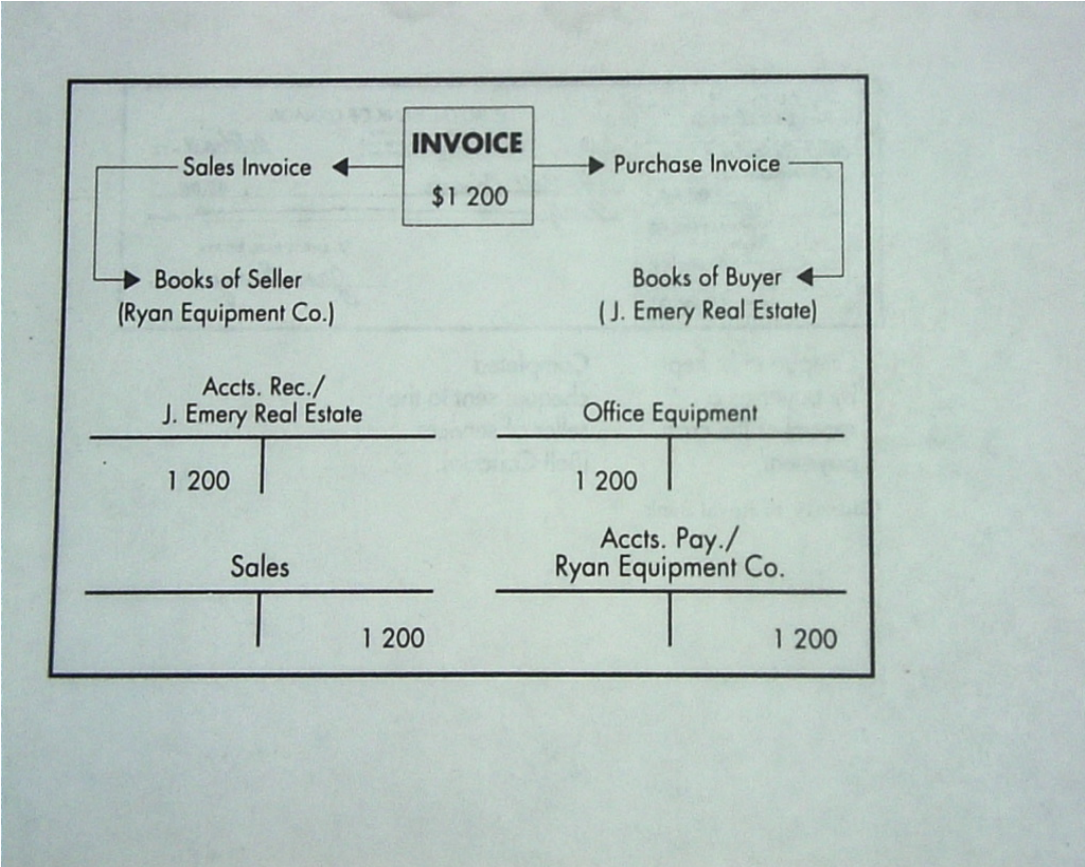 INVOICE
$1 200
Sales Invoice
Purchase Invoice
Books of Seller
(Ryan Equipment Co.)
Books of Buyer
( J. Emery Real Estate)
Accts. Rec./
J. Emery Real Estate
1 200
Office Equipment
1 200
Sales
1 200
Accts. Pay./
Ryan Equipment Co.
1 200